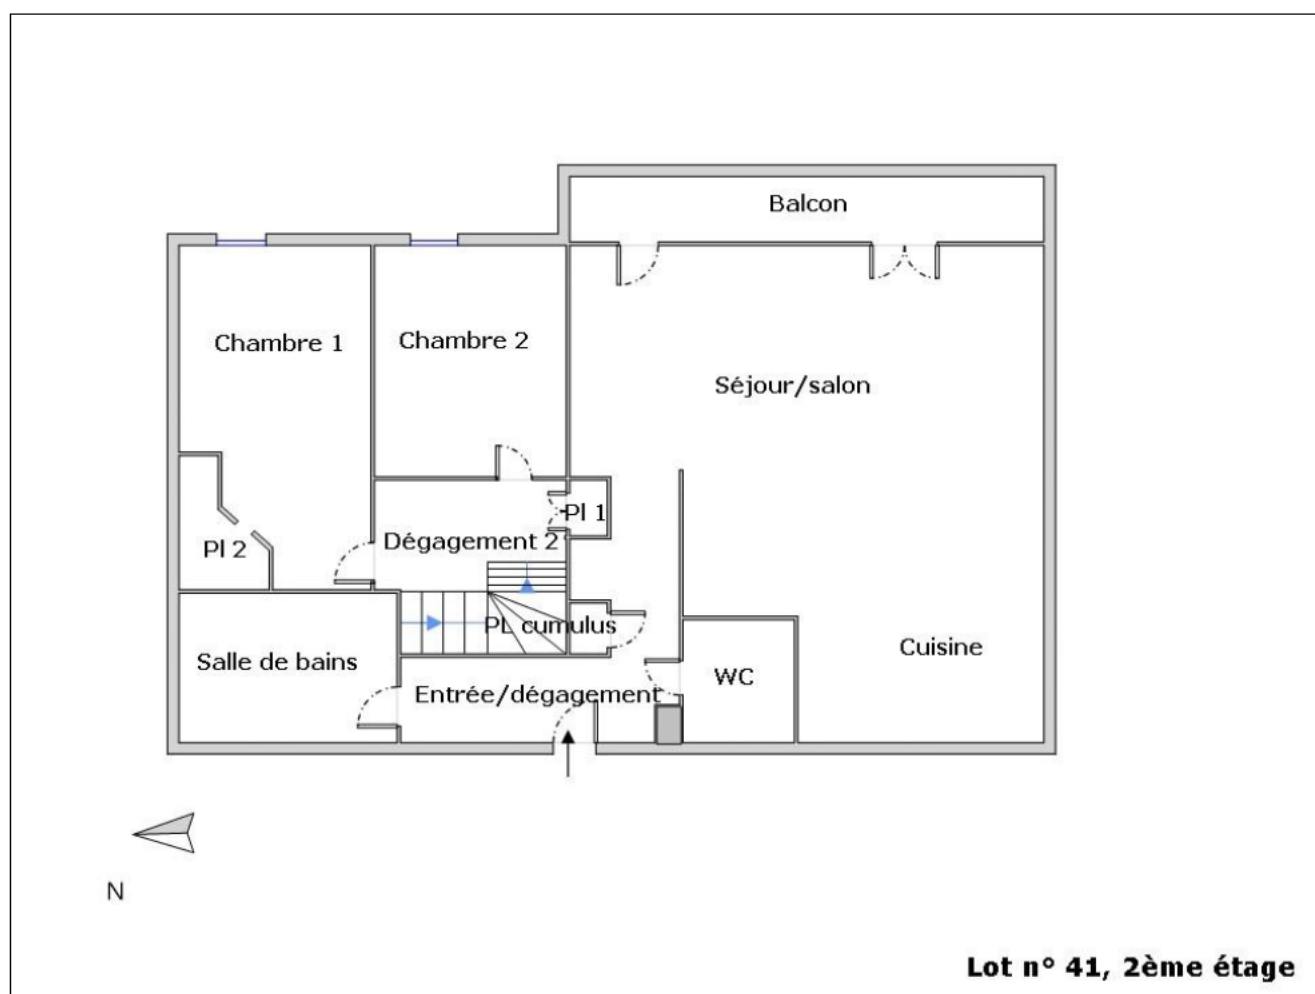 Balcon
Chambre 1
Chambre 2
Séjour/salon
Pl 1
Dégagement 2
Pl 2
PL cumulus
Cuisine
Salle de bains
WC
Entrée/dégagement
N
Lot n° 41, 2ème étage